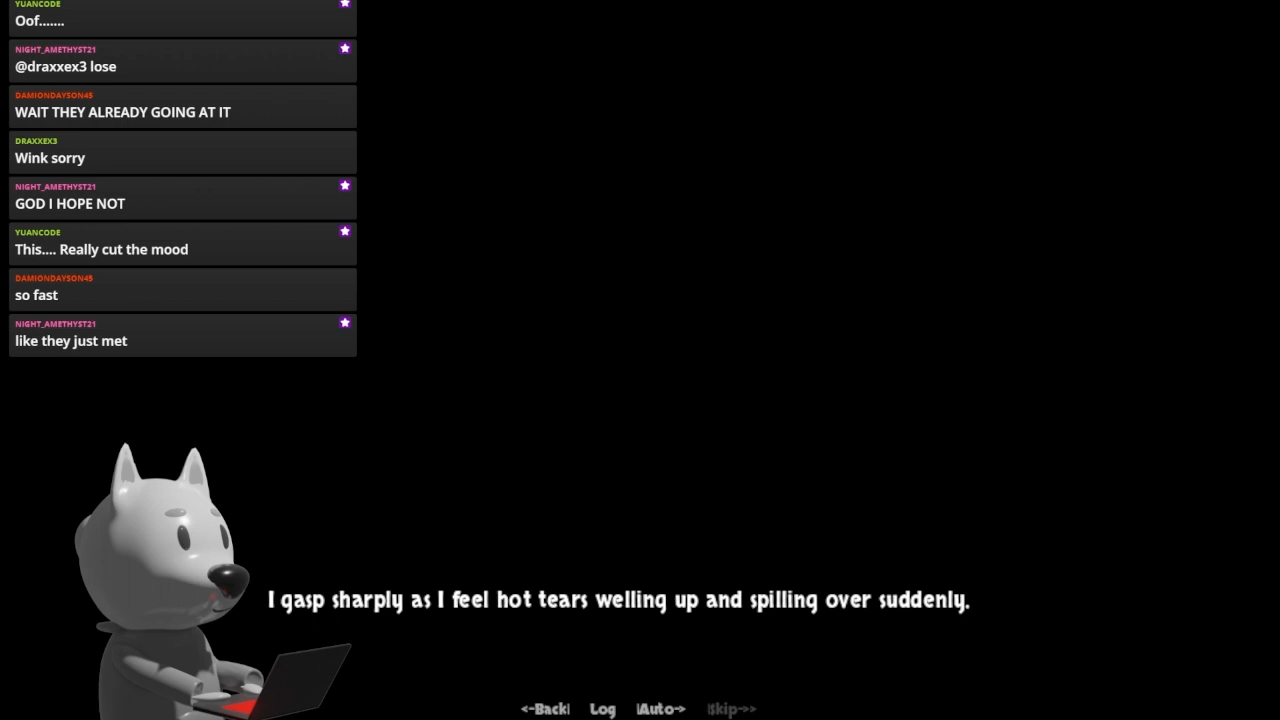 YUANCODE
Oof.......
NIGHT_AMETHYST21
@draxxex3 lose
DAMIONDAYSON45
WAIT THEY ALREADY GOING AT IT
DRAXXEX3
Wink sorry
NIGHT_AMETHYST21
GOD I HOPE NOT
YUANCODE
This.... Really cut the mood
DAMIONDAYSON45
so fast
NIGHT_AMETHYST21
like they just met
I gasp sharply as I feel hot tears welling up and spilling over suddenly.
<-Back| Log |Auto-> |Skip->>